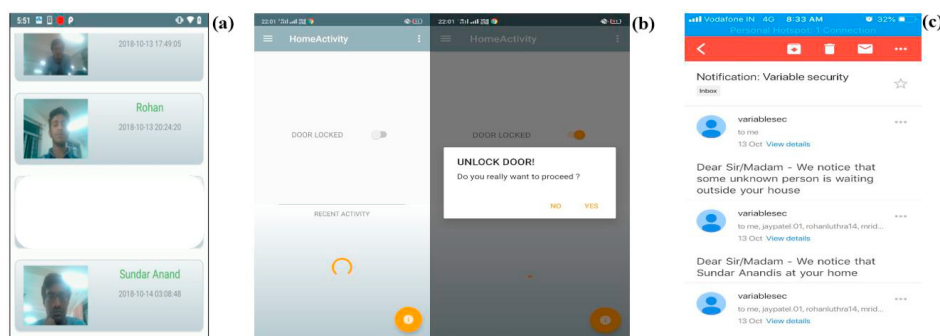 5:51
(a)
2018-10-13 17:49:05
Rohan
2018-10-13 20:24:20
Sundar Anand
2018-10-14 03:08:48
22:01
HomeActivity
DOOR LOCKED
RECENT ACTIVITY
22:01
(b)
HomeActivity
DOOR LOCKED
UNLOCK DOOR!
Do you really want to proceed ?
NO YES
Vodafone IN 4G 8:33 AM 32%
(c)
Personal Hotspot: 1 Connection
Notification: Variable security
Inbox
variablesec
to me
13 Oct View details
Dear Sir/Madam - We notice that
some unknown person is waiting
outside your house
variablesec
to me, jaypatel.01, rohanluthra14, mrid...
13 Oct View details
Dear Sir/Madam - We notice that
Sundar Anandis at your home
variablesec
to me, jaypatel.01, rohanluthra14, mrid...
13 Oct View details